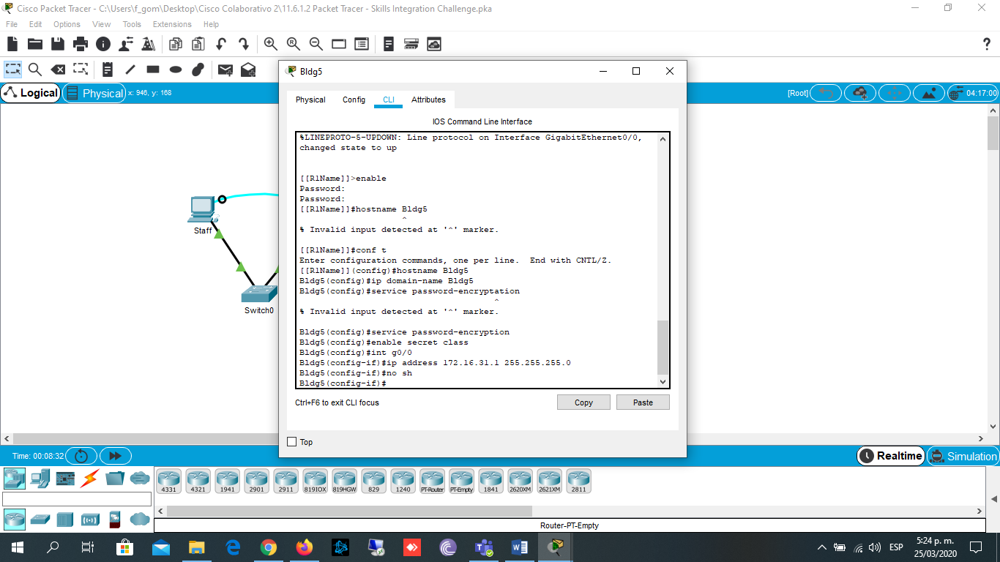 Cisco Packet Tracer - C:\Users\f_gom\Desktop\Cisco Colaborativo 2\11.6.1.2 Packet Tracer - Skills Integration Challenge.pka
File Edit Options View Tools Extensions Help
Logical Physical x: 946, y: 168 [Root] 04:17:00
Bldg5
Physical Config CLI Attributes
IOS Command Line Interface
%LINEPROTO-5-UPDOWN: Line protocol on Interface GigabitEthernet0/0,
changed state to up
[[R1Name]]>enable
Password:
Password:
[[R1Name]]#hostname Bldg5
^
% Invalid input detected at '^' marker.
[[R1Name]]#conf t
Enter configuration commands, one per line.  End with CNTL/Z.
[[R1Name]](config)#hostname Bldg5
Bldg5(config)#ip domain-name Bldg5
Bldg5(config)#service password-encryptation
^
% Invalid input detected at '^' marker.
Bldg5(config)#service password-encryption
Bldg5(config)#enable secret class
Bldg5(config)#int g0/0
Bldg5(config-if)#ip address 172.16.31.1 255.255.255.0
Bldg5(config-if)#no sh
Bldg5(config-if)#
Ctrl+F6 to exit CLI focus Copy Paste
Top
Staff
Switch0
Time: 00:08:32 Realtime Simulation
4331 4321 1941 2901 2911 819IOX 819HGW 829 1240 PT-Router PT-Empty 1841 2620XM 2621XM 2811
Router-PT-Empty
ESP
5:24 p. m.
25/03/2020